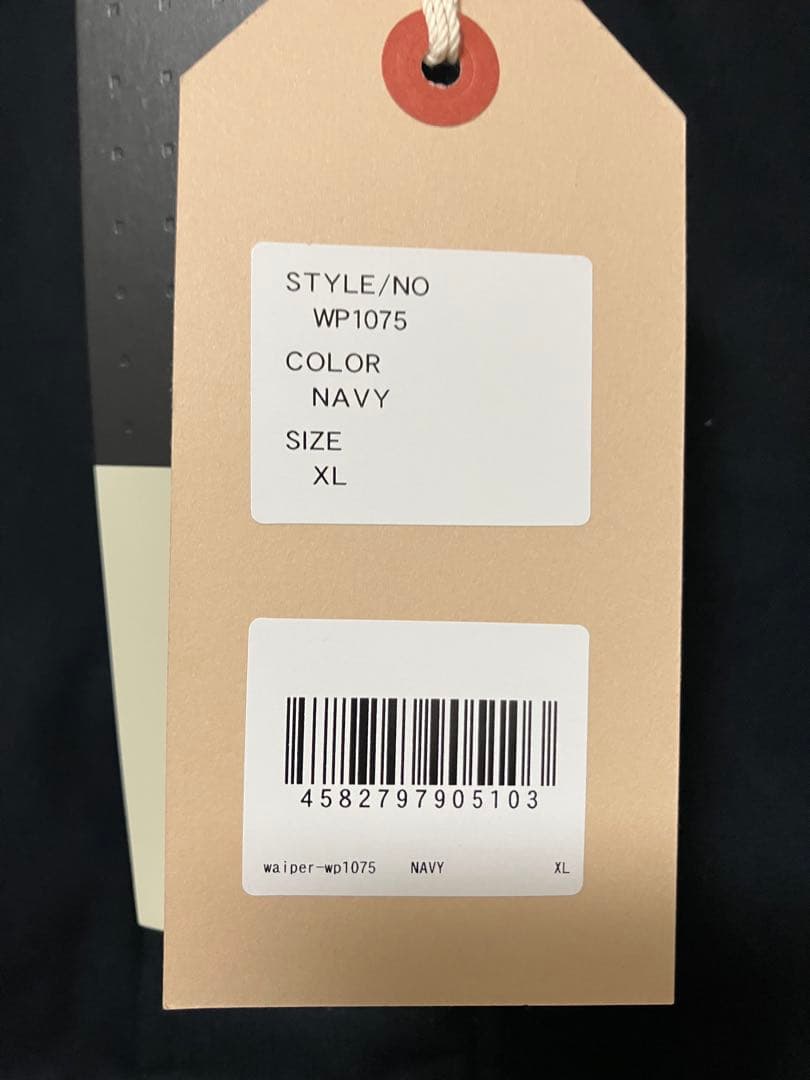 STYLE/NO
WP1075
COLOR
NAVY
SIZE
XL
4582797905103
waiper-wp1075 NAVY XL